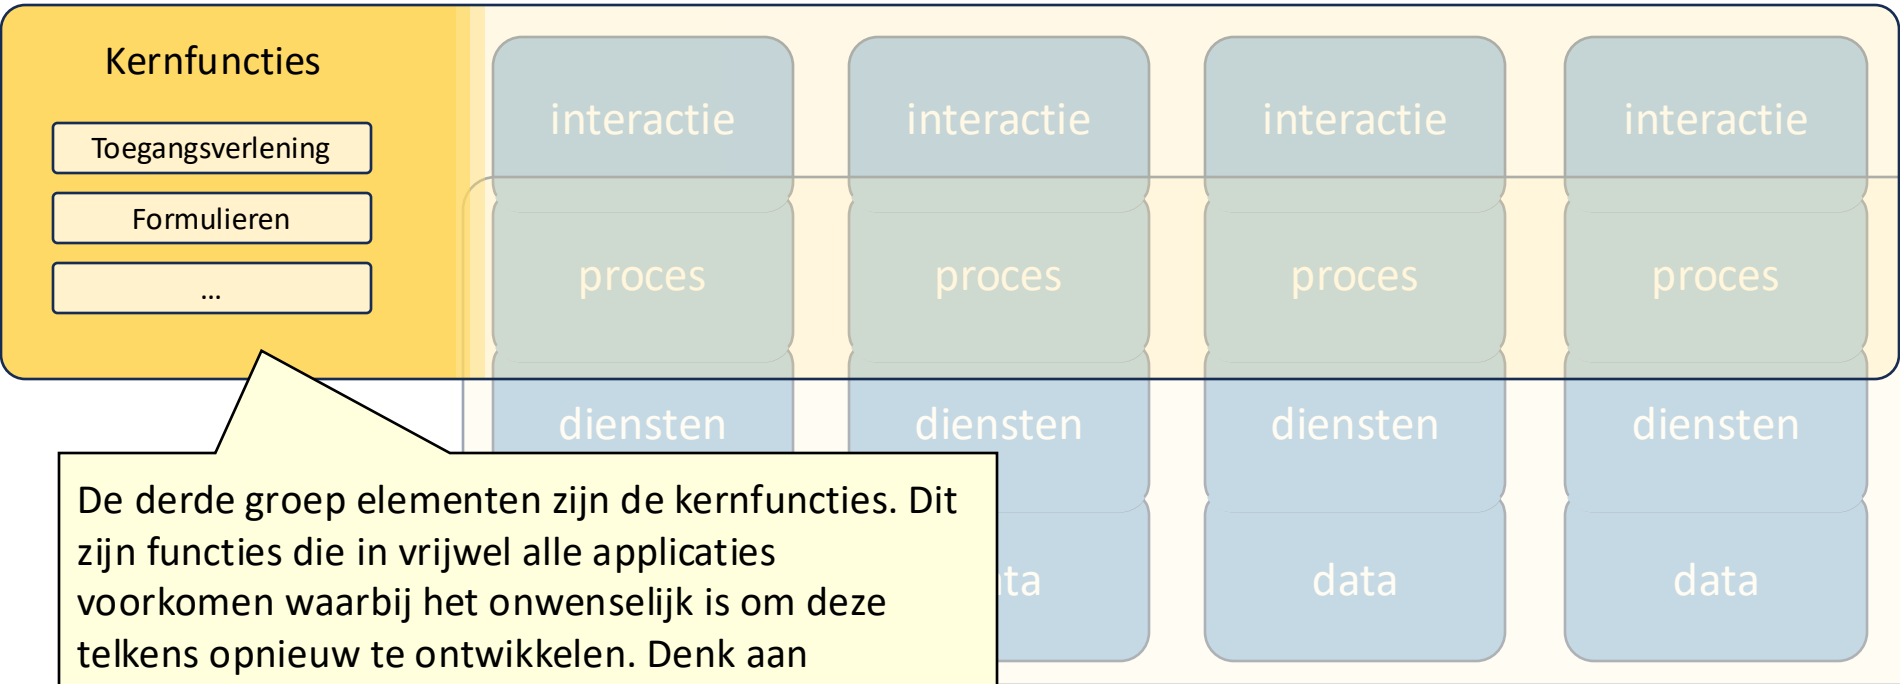 Kernfuncties
Toegangsverlening
Formulieren
...
interactie interactie interactie interactie
proces proces proces proces
diensten diensten diensten diensten
De derde groep elementen zijn de kernfuncties. Dit
zijn functies die in vrijwel alle applicaties
voorkomen waarbij het onwenselijk is om deze
telkens opnieuw te ontwikkelen. Denk aan
ta data data